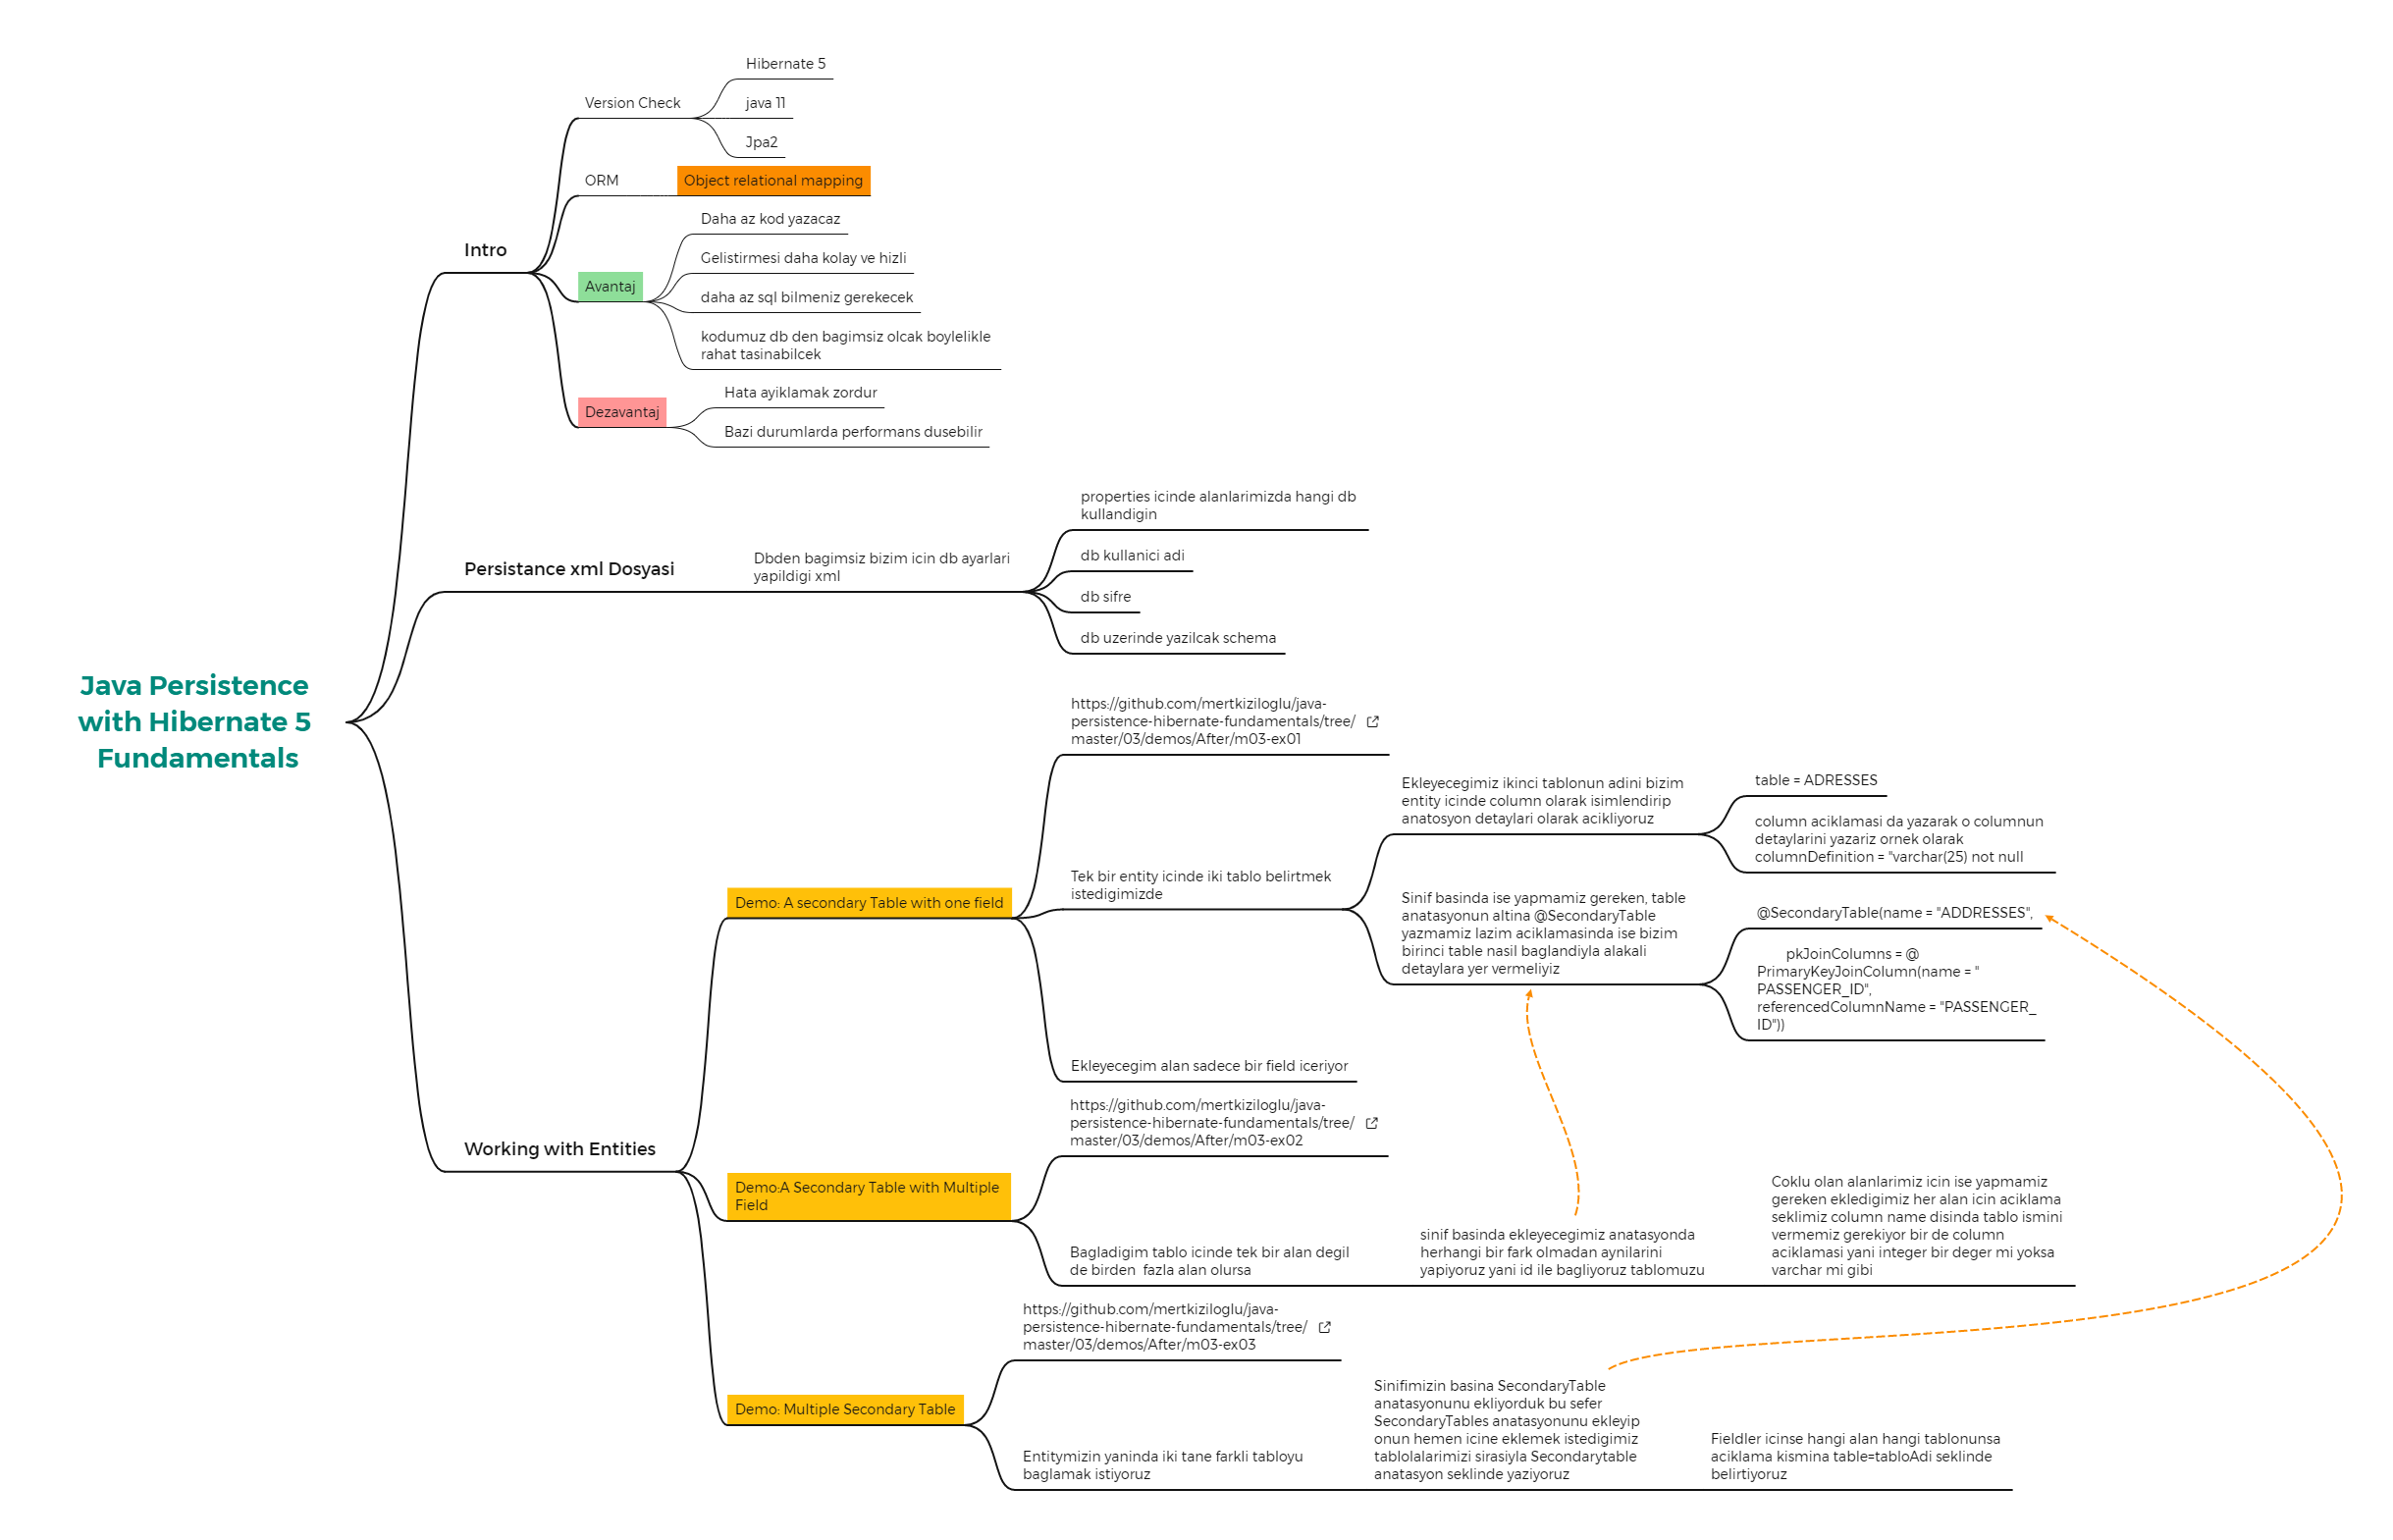 Java Persistence
with Hibernate 5
Fundamentals
Intro
Version Check
Hibernate 5
java 11
Jpa2
ORM
Object relational mapping
Avantaj
Daha az kod yazacaz
Gelistirmesi daha kolay ve hizli
daha az sql bilmeniz gerekecek
kodumuz db den bagimsiz olcak boylelikle
rahat tasinabilcek
Dezavantaj
Hata ayiklamak zordur
Bazi durumlarda performans dusebilir
Persistance xml Dosyasi
Dbden bagimsiz bizim icin db ayarlari
yapildigi xml
properties icinde alanlarimizda hangi db
kullandigin
db kullanici adi
db sifre
db uzerinde yazilcak schema
Working with Entities
Demo: A secondary Table with one field
https://github.com/mertkiziloglu/java-
persistence-hibernate-fundamentals/tree/
master/03/demos/After/m03-ex01
Tek bir entity icinde iki tablo belirtmek
istedigimizde
Ekleyecegimiz ikinci tablonun adini bizim
entity icinde column olarak isimlendirip
anatosyon detaylari olarak acikliyoruz
table = ADRESSES
column aciklamasi da yazarak o columnun
detaylarini yazariz ornek olarak
columnDefinition = "varchar(25) not null
Sinif basinda ise yapmamiz gereken, table
anatasyonun altina @SecondaryTable
yazmamiz lazim aciklamasinda ise bizim
birinci table nasil baglandiyla alakali
detaylara yer vermeliyiz
@SecondaryTable(name = "ADDRESSES",
pkJoinColumns = @
PrimaryKeyJoinColumn(name = "
PASSENGER_ID",
referencedColumnName = "PASSENGER_
ID"))
Ekleyecegim alan sadece bir field iceriyor
Demo:A Secondary Table with Multiple
Field
https://github.com/mertkiziloglu/java-
persistence-hibernate-fundamentals/tree/
master/03/demos/After/m03-ex02
Bagladigim tablo icinde tek bir alan degil
de birden  fazla alan olursa
sinif basinda ekleyecegimiz anatasyonda
herhangi bir fark olmadan aynilarini
yapiyoruz yani id ile bagliyoruz tablomuzu
Coklu olan alanlarimiz icin ise yapmamiz
gereken ekledigimiz her alan icin aciklama
seklimiz column name disinda tablo ismini
vermemiz gerekiyor bir de column
aciklamasi yani integer bir deger mi yoksa
varchar mi gibi
Demo: Multiple Secondary Table
https://github.com/mertkiziloglu/java-
persistence-hibernate-fundamentals/tree/
master/03/demos/After/m03-ex03
Entitymizin yaninda iki tane farkli tabloyu
baglamak istiyoruz
Sinifimizin basina SecondaryTable
anatasyonunu ekliyorduk bu sefer
SecondaryTables anatasyonunu ekleyip
onun hemen icine eklemek istedigimiz
tablolalarimizi sirasiyla Secondarytable
anatasyon seklinde yaziyoruz
Fieldler icinse hangi alan hangi tablonunsa
aciklama kismina table=tabloAdi seklinde
belirtiyoruz